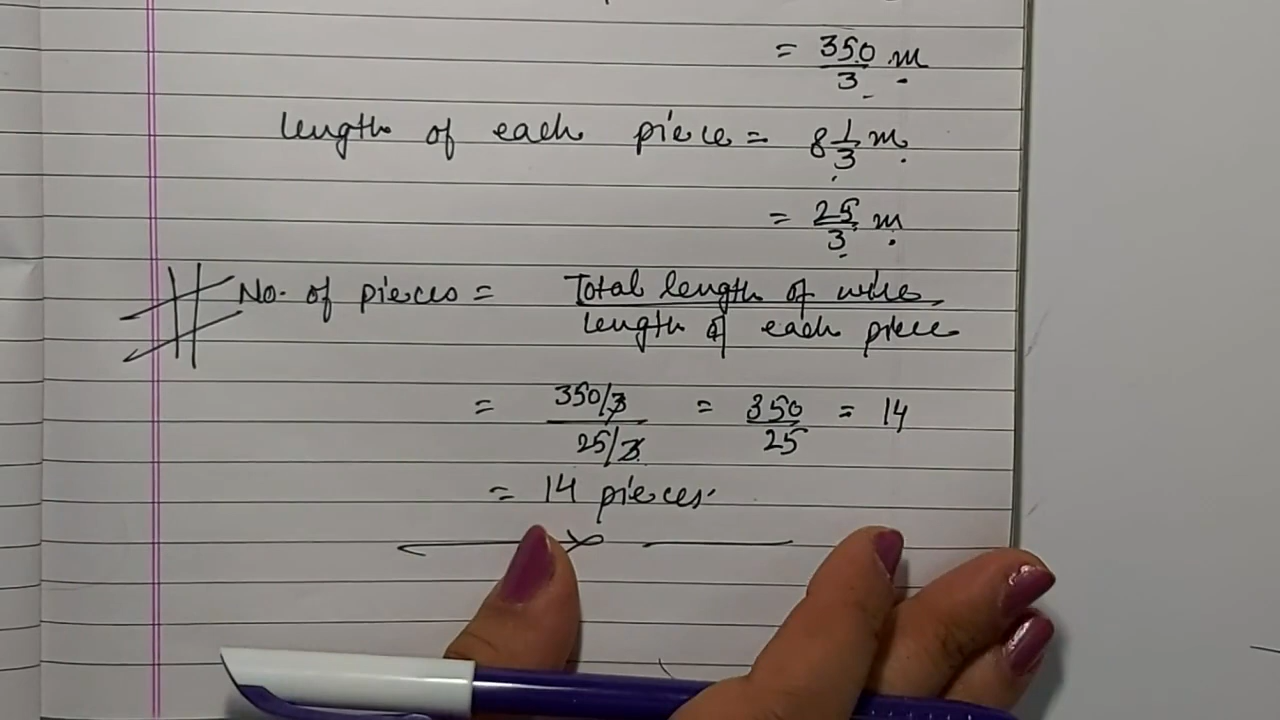 = 350/3 m
length of each piece = 8 1/3 m
= 25/3 m
No. of pieces = Total length of wire / length of each piece
= 350/3 / 25/3 = 350/25 = 14
= 14 pieces.